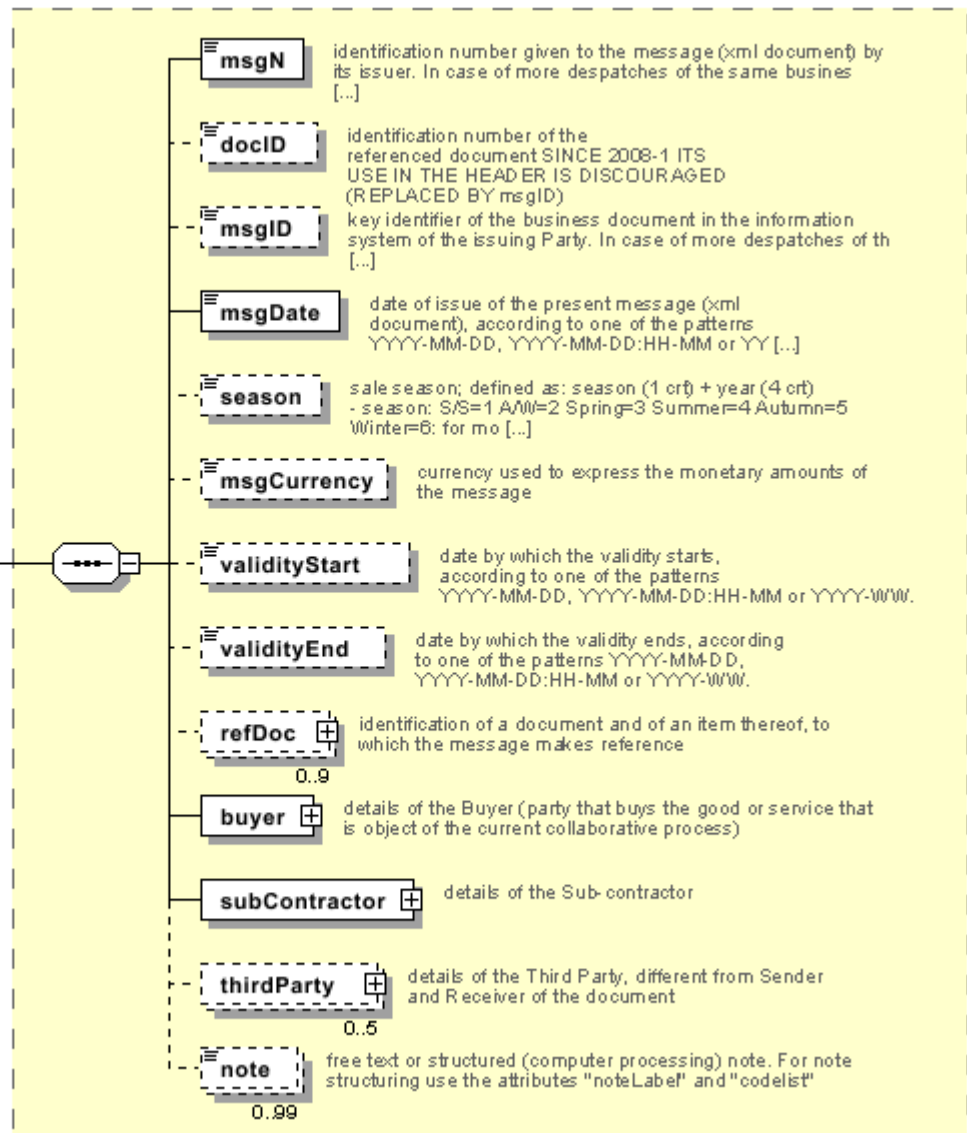 msgN
identification number given to the message (xml document) by
its issuer. In case of more despatches of the same busines
[...]
docID
identification number of the
referenced document SINCE 2008-1 ITS
USE IN THE HEADER IS DISCOURAGED
(REPLACED BY msgID)
msgID
key identifier of the business document in the information
system of the issuing Party. In case of more despatches of th
[...]
msgDate
date of issue of the present message (xml
document), according to one of the patterns
YYYY-MM-DD, YYYY-MM-DD:HH-MM or YY [...]
season
sale season; defined as: season (1 crt) + year (4 crt)
- season: S/S=1 A/W=2 Spring=3 Summer=4 Autumn=5
Winter=6: for mo [...]
msgCurrency
currency used to express the monetary amounts of
the message
validityStart
date by which the validity starts,
according to one of the patterns
YYYY-MM-DD, YYYY-MM-DD:HH-MM or YYYY-WW.
validityEnd
date by which the validity ends, according
to one of the patterns YYYY-MM-DD,
YYYY-MM-DD:HH-MM or YYYY-WW.
refDoc
identification of a document and of an item thereof, to
which the message makes reference
0..9
buyer
details of the Buyer (party that buys the good or service that
is object of the current collaborative process)
subContractor
details of the Sub-contractor
thirdParty
details of the Third Party, different from Sender
and Receiver of the document
0..5
note
free text or structured (computer processing) note. For note
structuring use the attributes "noteLabel" and "codelist"
0..99